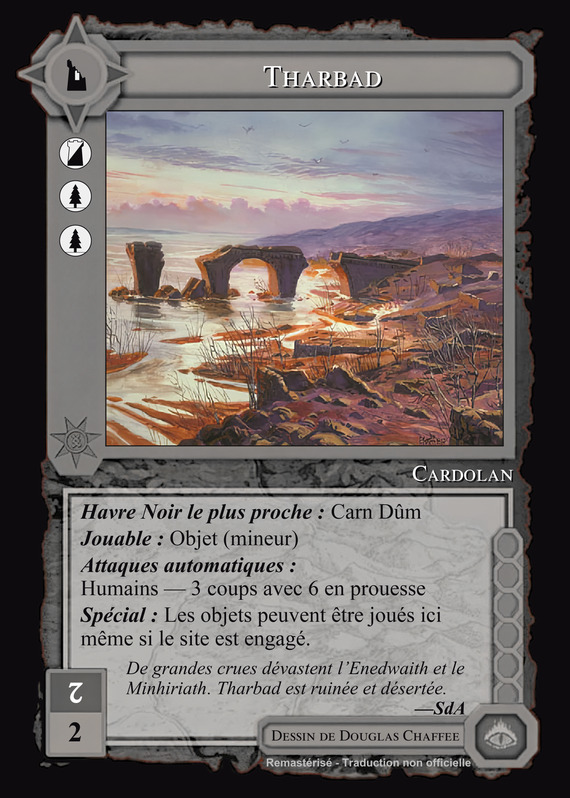 Tharbad
Cardolan
Havre Noir le plus proche : Carn Dûm
Jouable : Objet (mineur)
Attaques automatiques :
Humains — 3 coups avec 6 en prouesse
Spécial : Les objets peuvent être joués ici
même si le site est engagé.
De grandes crues dévastent l'Enedwaith et le
Minhiriath. Tharbad est ruinée et désertée.
—SdA
2
2
Dessin de Douglas Chaffee
Remastérisé - Traduction non officielle